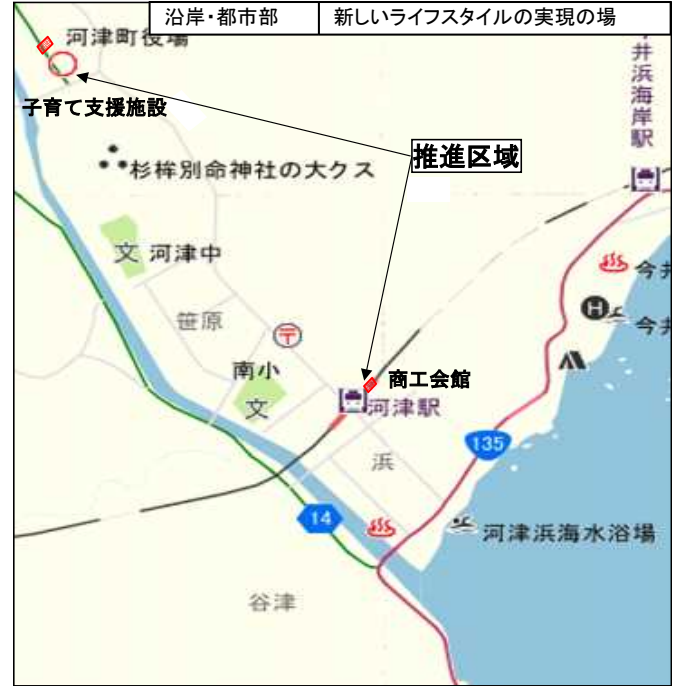 沿岸・都市部 新しいライフスタイルの実現の場
河津町役場
今井浜海岸駅
子育て支援施設
推進区域
杉桙別命神社の大クス
文 河津中
今井
H
今井
笹原
〒
南小
文
商工会館
河津駅
135
浜
14
河津浜海水浴場
谷津